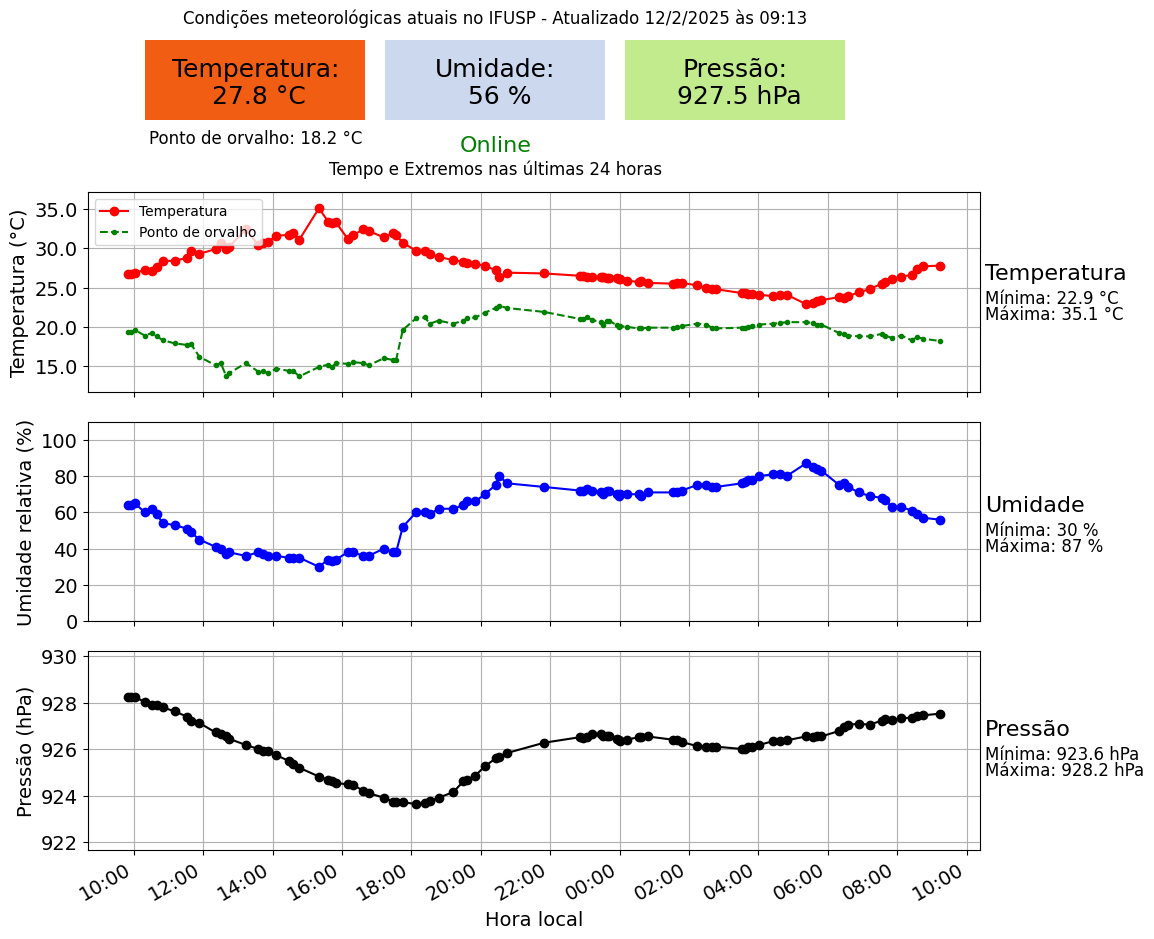 Condições meteorológicas atuais no IFUSP - Atualizado 12/2/2025 às 09:13
Temperatura:
27.8 °C
Umidade:
56 %
Pressão:
927.5 hPa
Ponto de orvalho: 18.2 °C
Online
Tempo e Extremos nas últimas 24 horas
Temperatura (°C)
35.0
30.0
25.0
20.0
15.0
Temperatura
Ponto de orvalho
Temperatura
Mínima: 22.9 °C
Máxima: 35.1 °C
Umidade relativa (%)
100
80
60
40
20
0
Umidade
Mínima: 30 %
Máxima: 87 %
Pressão (hPa)
930
928
926
924
922
Pressão
Mínima: 923.6 hPa
Máxima: 928.2 hPa
10:00
12:00
14:00
16:00
18:00
20:00
22:00
00:00
02:00
04:00
06:00
08:00
10:00
Hora local